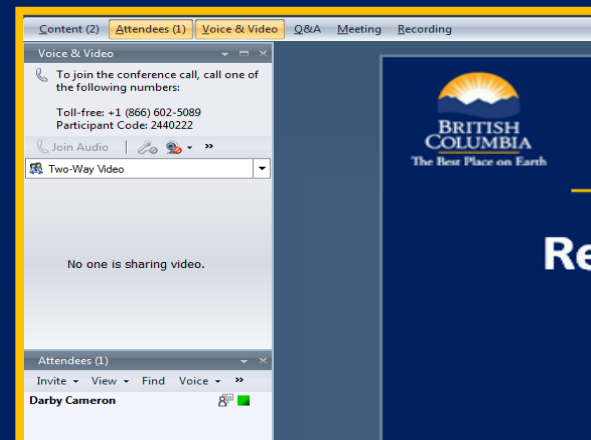 Content (2) Attendees (1) Voice & Video Q&A Meeting Recording
Voice & Video
To join the conference call, call one of
the following numbers:
Toll-free: +1 (866) 602-5089
Participant Code: 2440222
Join Audio
Two-Way Video
No one is sharing video.
Attendees (1)
Invite View Find Voice
Darby Cameron
BRITISH
COLUMBIA
The Best Place on Earth
Re